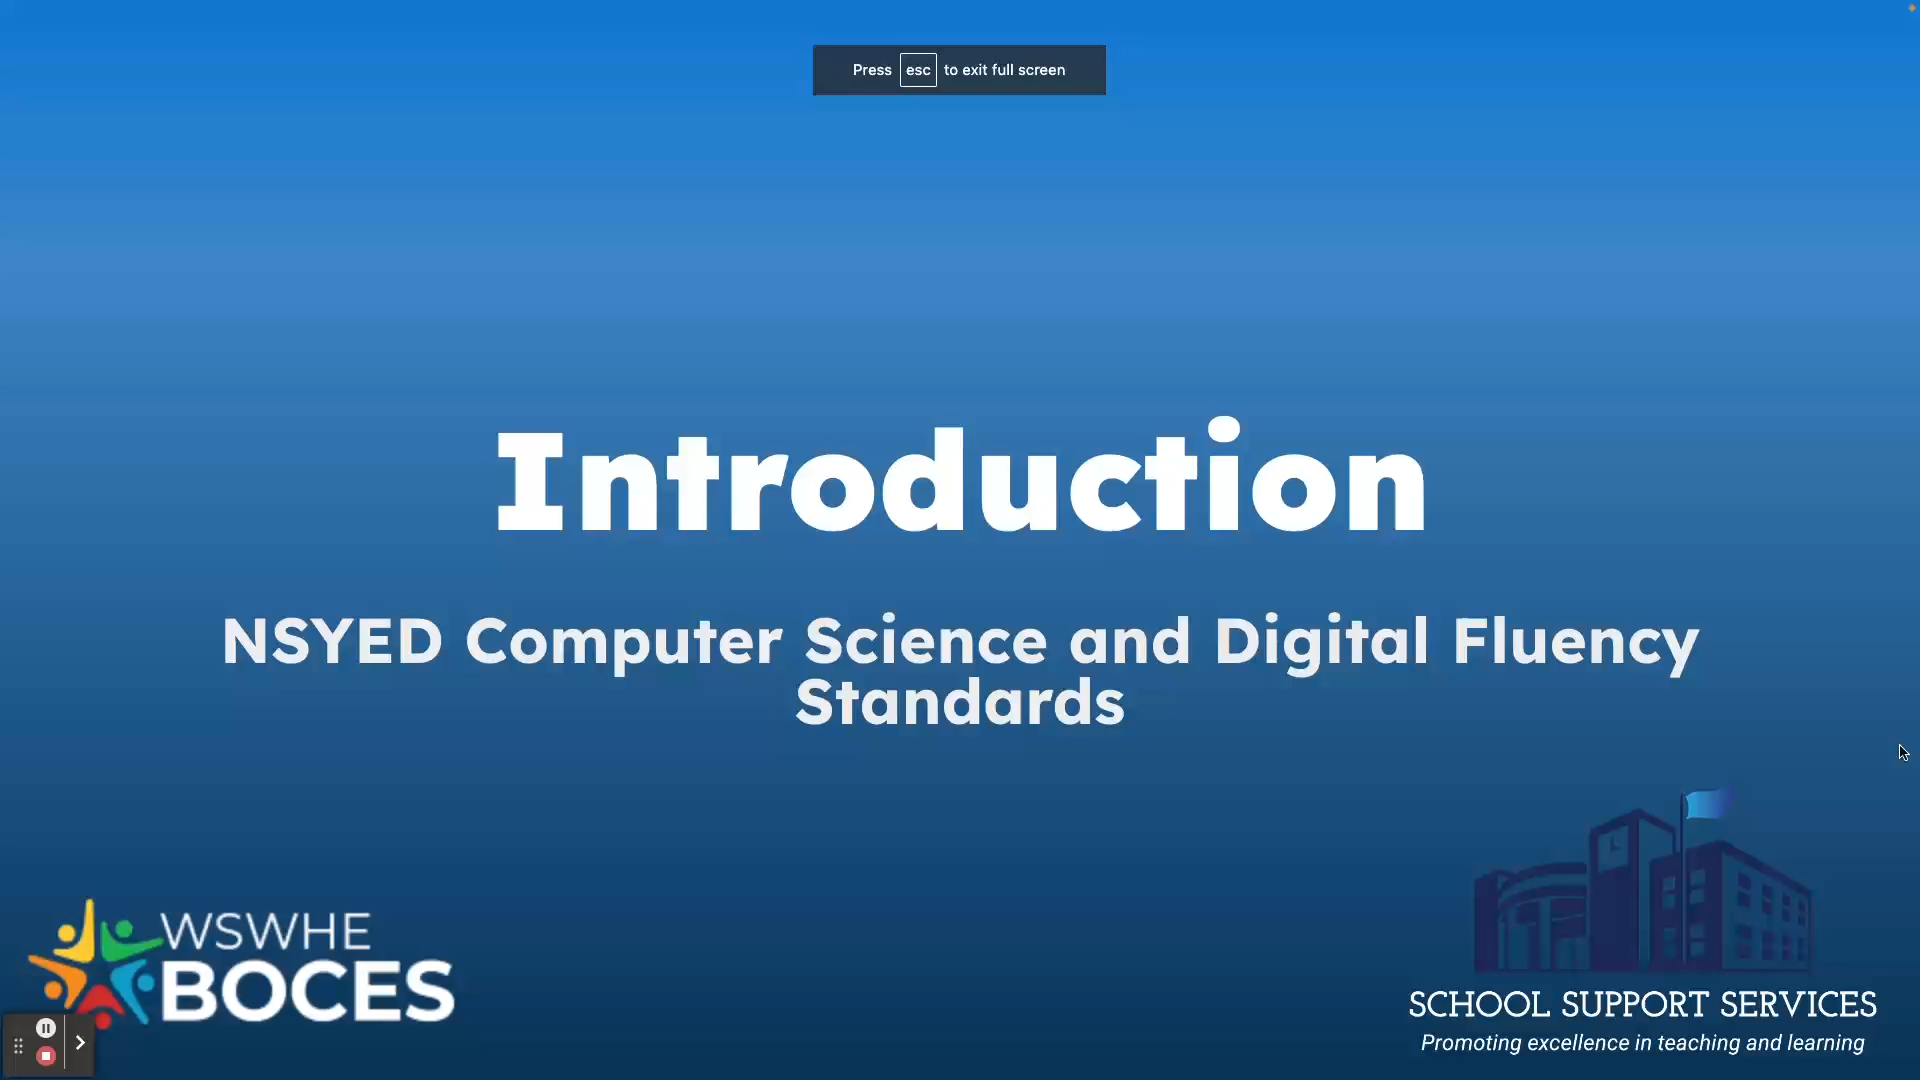 Press esc to exit full screen
Introduction
NSYED Computer Science and Digital Fluency
Standards
WSWHE
BOCES
SCHOOL SUPPORT SERVICES
Promoting excellence in teaching and learning